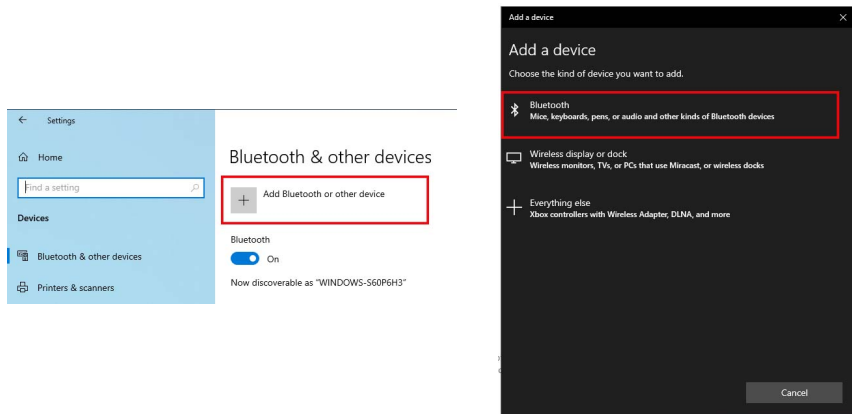 Settings
Home
Find a setting
Devices
Bluetooth & other devices
Printers & scanners
Bluetooth & other devices
Add Bluetooth or other device
Bluetooth
On
Now discoverable as "WINDOWS-S60P6H3"
Add a device
Add a device
Choose the kind of device you want to add.
Bluetooth
Mice, keyboards, pens, or audio and other kinds of Bluetooth devices
Wireless display or dock
Wireless monitors, TVs, or PCs that use Miracast, or wireless docks
Everything else
Xbox controllers with Wireless Adapter, DLNA, and more
Cancel